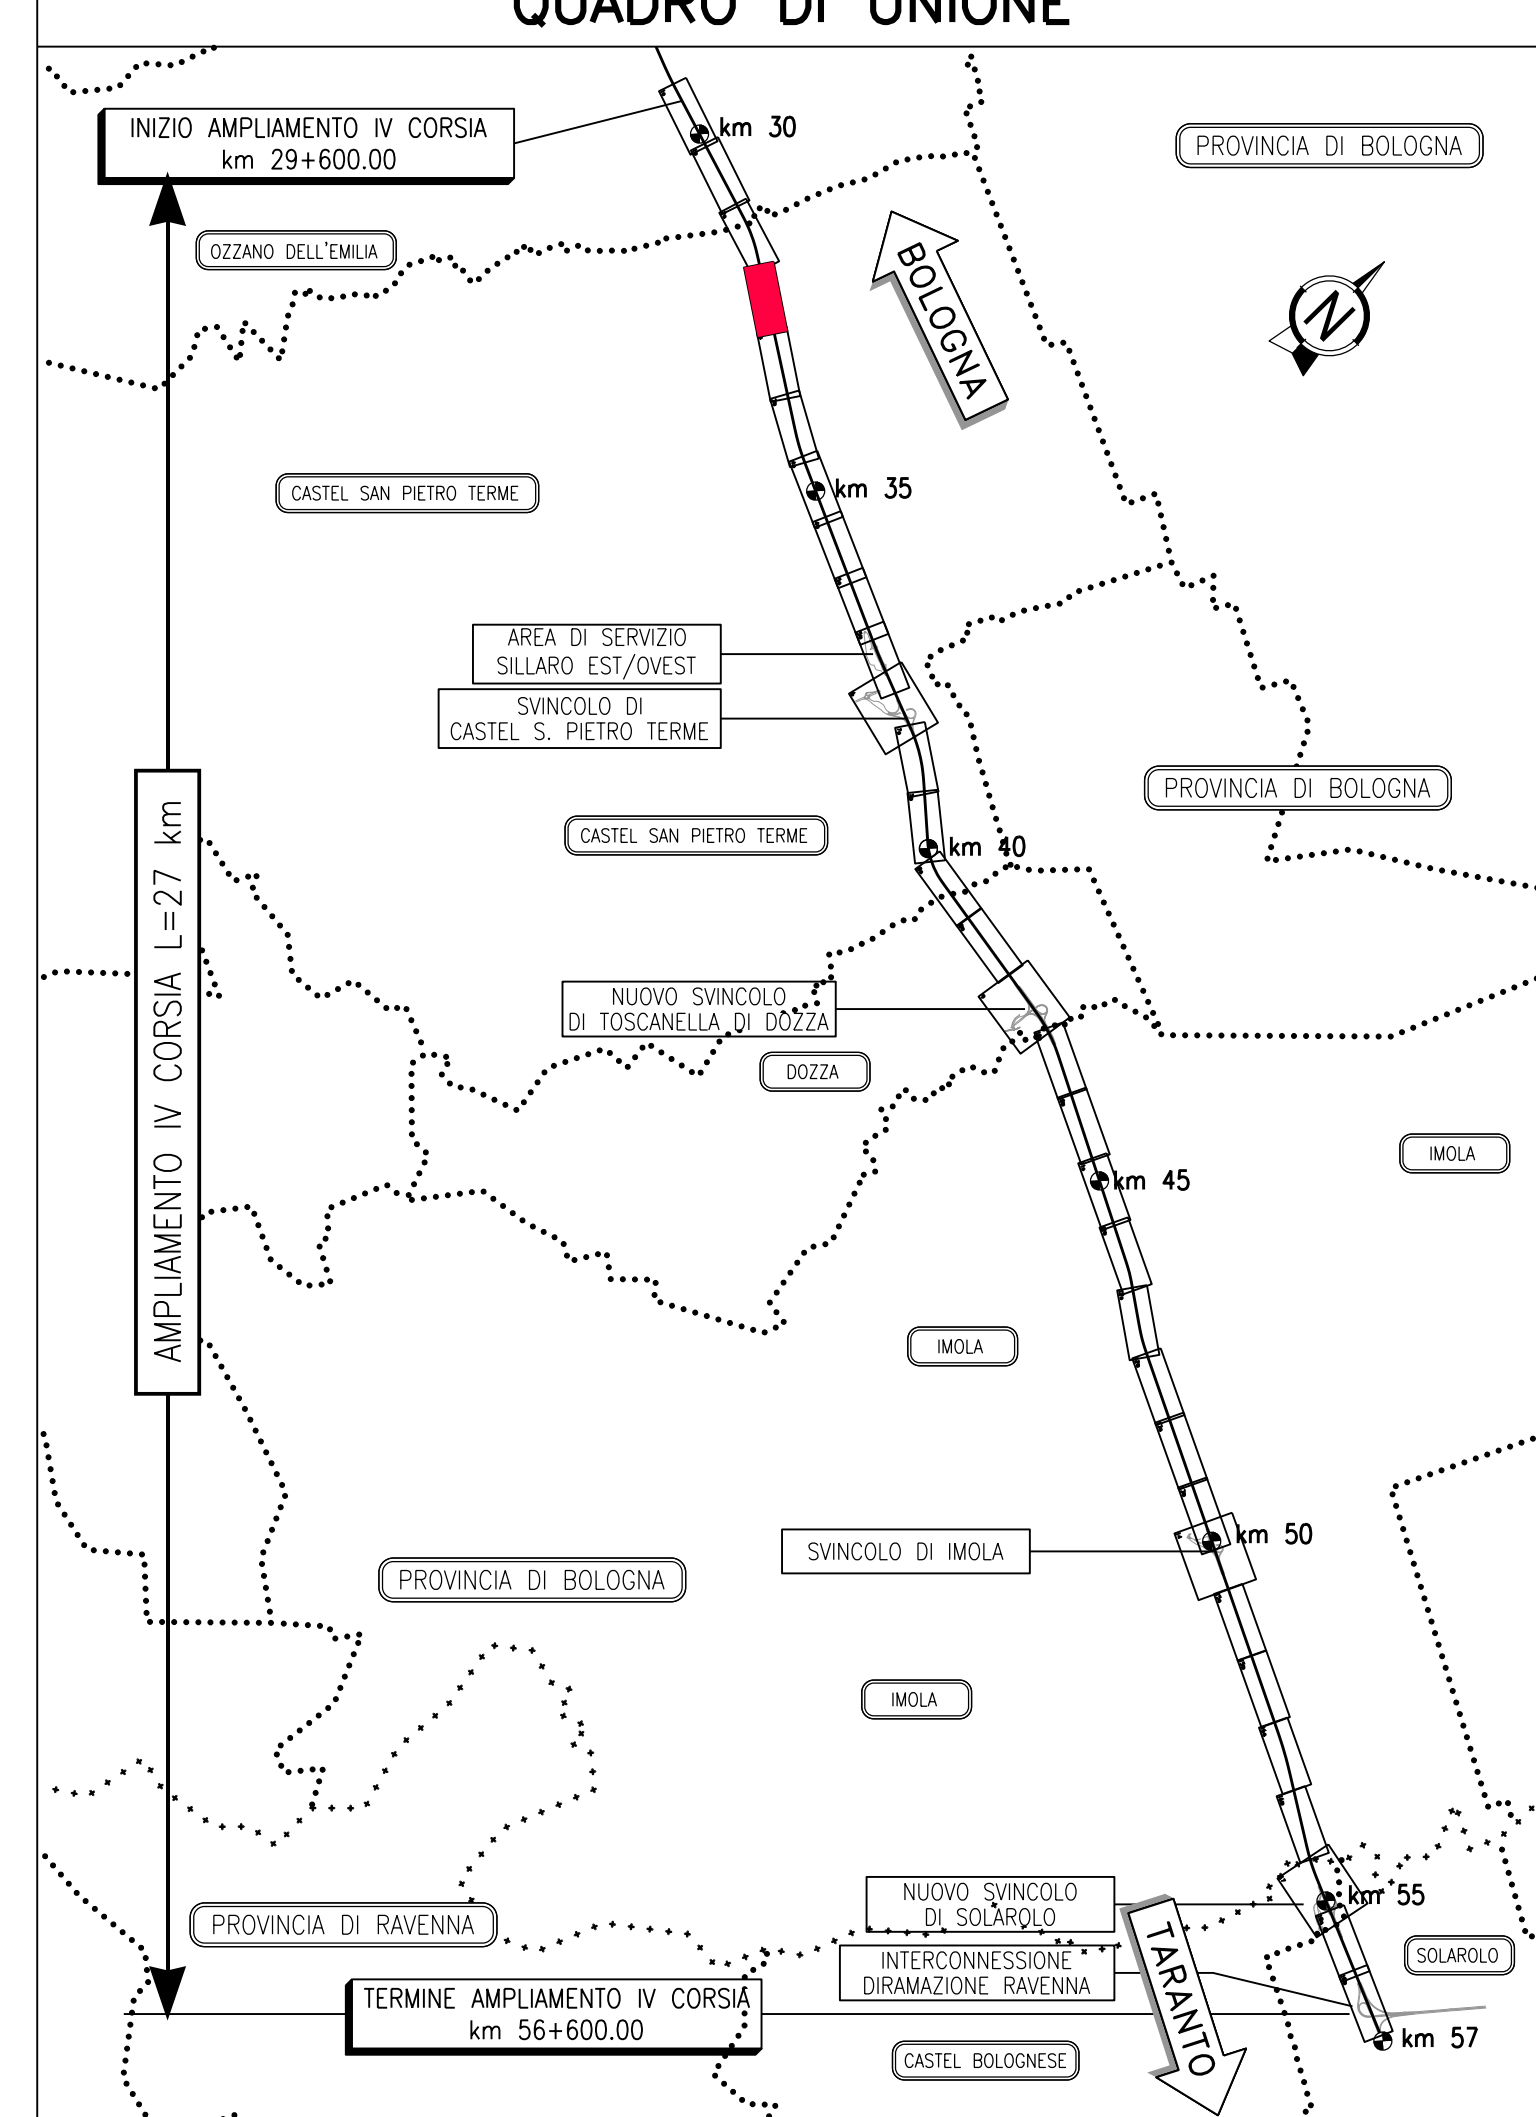 QUADRO DI UNIONE
INIZIO AMPLIAMENTO IV CORSIA
km 29+600.00
km 30
PROVINCIA DI BOLOGNA
OZZANO DELL'EMILIA
BOLOGNA
N
CASTEL SAN PIETRO TERME
km 35
AREA DI SERVIZIO
SILLARO EST/OVEST
SVINCOLO DI
CASTEL S. PIETRO TERME
PROVINCIA DI BOLOGNA
CASTEL SAN PIETRO TERME
km 40
AMPLIAMENTO IV CORSIA L=27 km
NUOVO SVINCOLO
DI TOSCANELLA DI DOZZA
DOZZA
IMOLA
km 45
IMOLA
km 50
SVINCOLO DI IMOLA
PROVINCIA DI BOLOGNA
IMOLA
NUOVO SVINCOLO
DI SOLAROLO
km 55
PROVINCIA DI RAVENNA
SOLAROLO
INTERCONNESSIONE
DIRAMAZIONE RAVENNA
TARANTO
TERMINE AMPLIAMENTO IV CORSIA
km 56+600.00
km 57
CASTEL BOLOGNESE